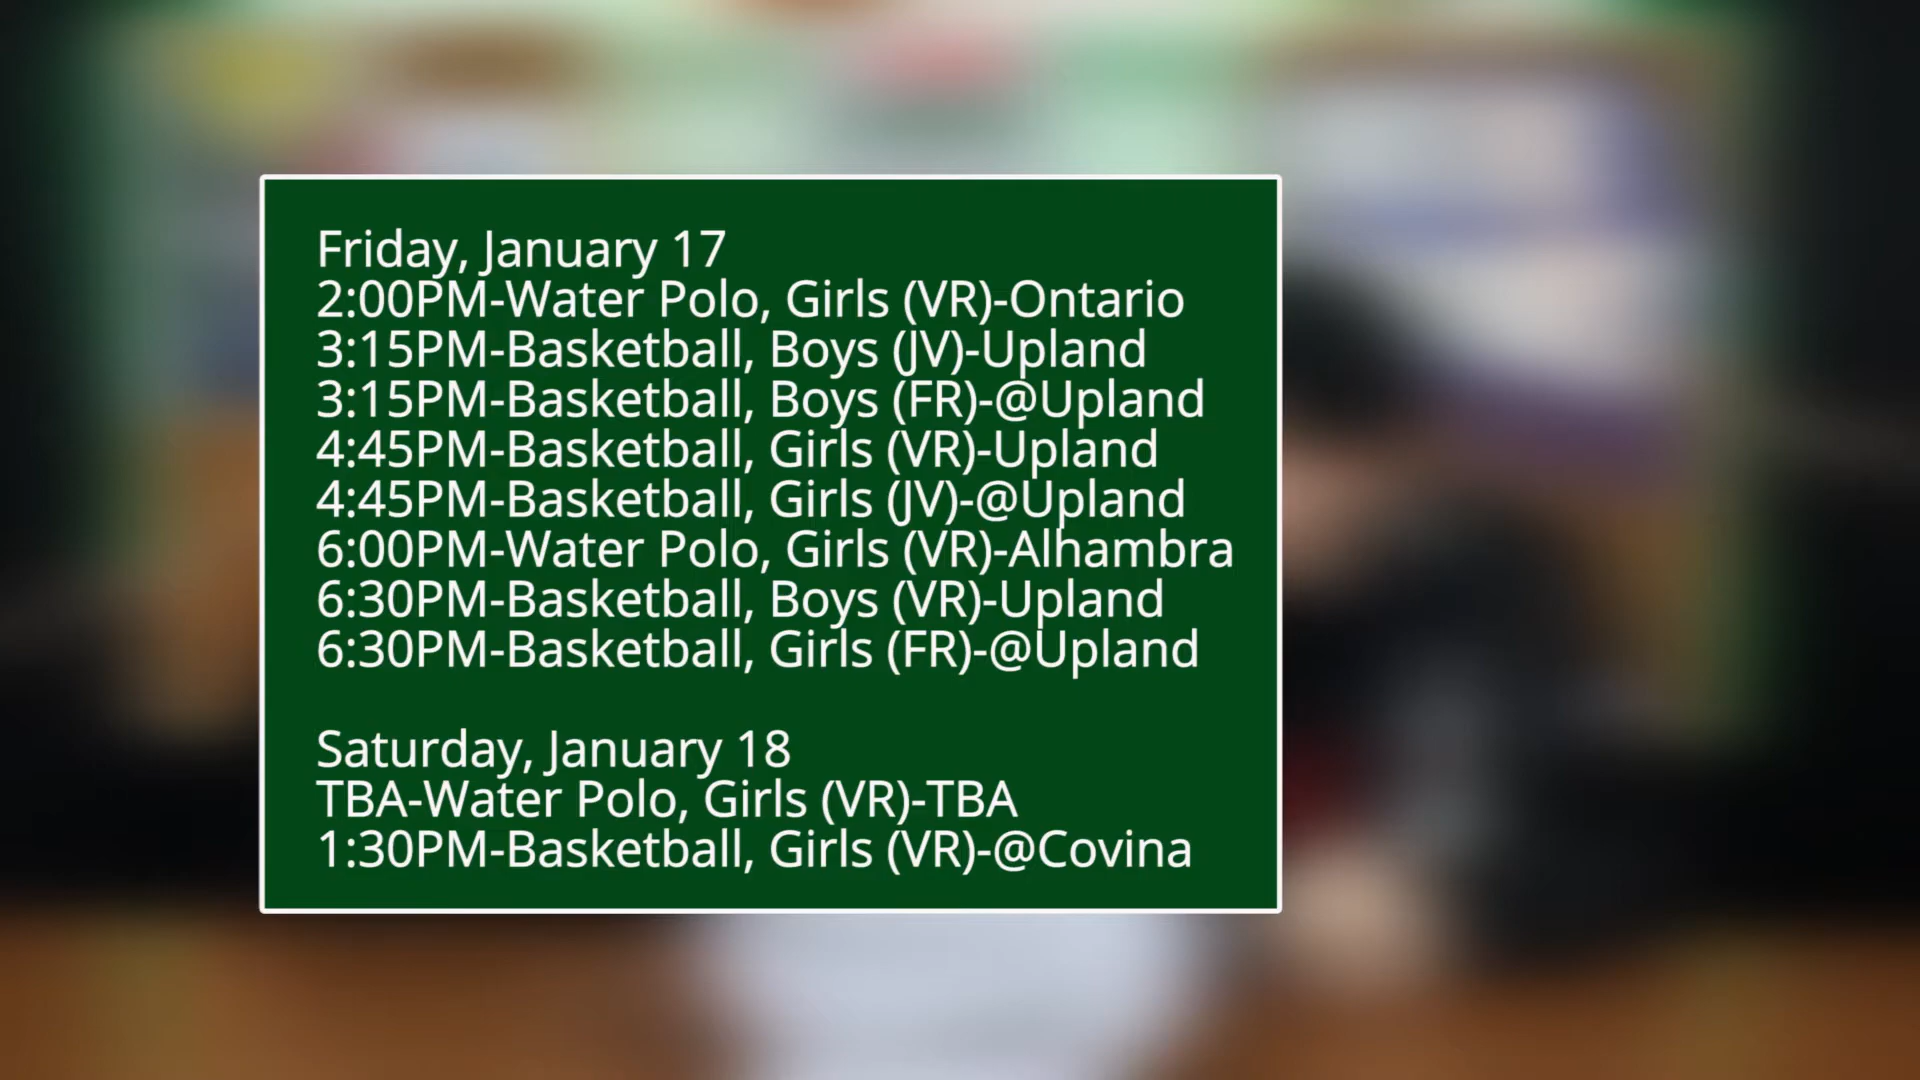 Friday, January 17
2:00PM-Water Polo, Girls (VR)-Ontario
3:15PM-Basketball, Boys (JV)-Upland
3:15PM-Basketball, Boys (FR)-@Upland
4:45PM-Basketball, Girls (VR)-Upland
4:45PM-Basketball, Girls (JV)-@Upland
6:00PM-Water Polo, Girls (VR)-Alhambra
6:30PM-Basketball, Boys (VR)-Upland
6:30PM-Basketball, Girls (FR)-@Upland
Saturday, January 18
TBA-Water Polo, Girls (VR)-TBA
1:30PM-Basketball, Girls (VR)-@Covina